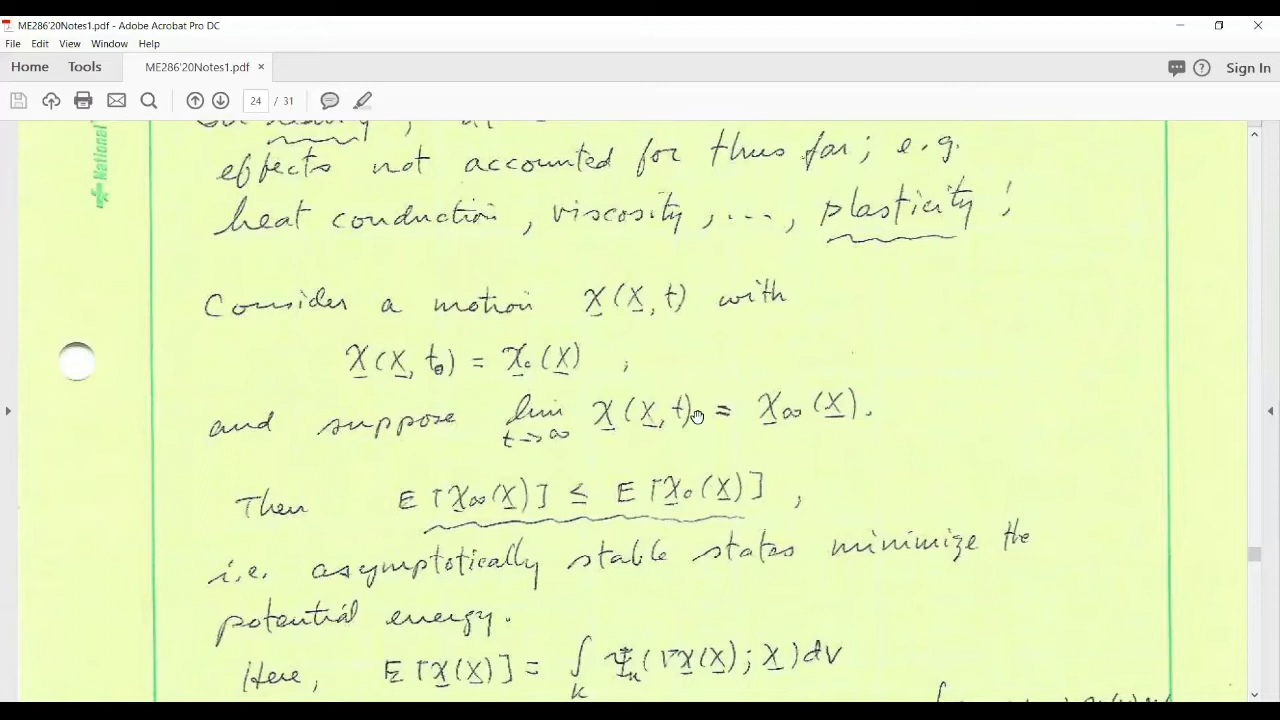 ME286'20Notes1.pdf - Adobe Acrobat Pro DC
File Edit View Window Help
Home Tools ME286'20Notes1.pdf ×
24 / 31
Sign In
National
effects not accounted for thus far; e.g.
heat conduction, viscosity, ..., plasticity;
Consider a motion χ(X, t) with
χ(X, t₀) = χ₀(X) ,
and suppose lim t→∞ χ(X, t) = χ∞(X).
Then E[χ∞(X)] ≤ E[χ₀(X)] ,
i.e. asymptotically stable states minimize the
potential energy.
Here, E[χ(X)] = ∫κ Ψκ(∇χ(X); X) dV